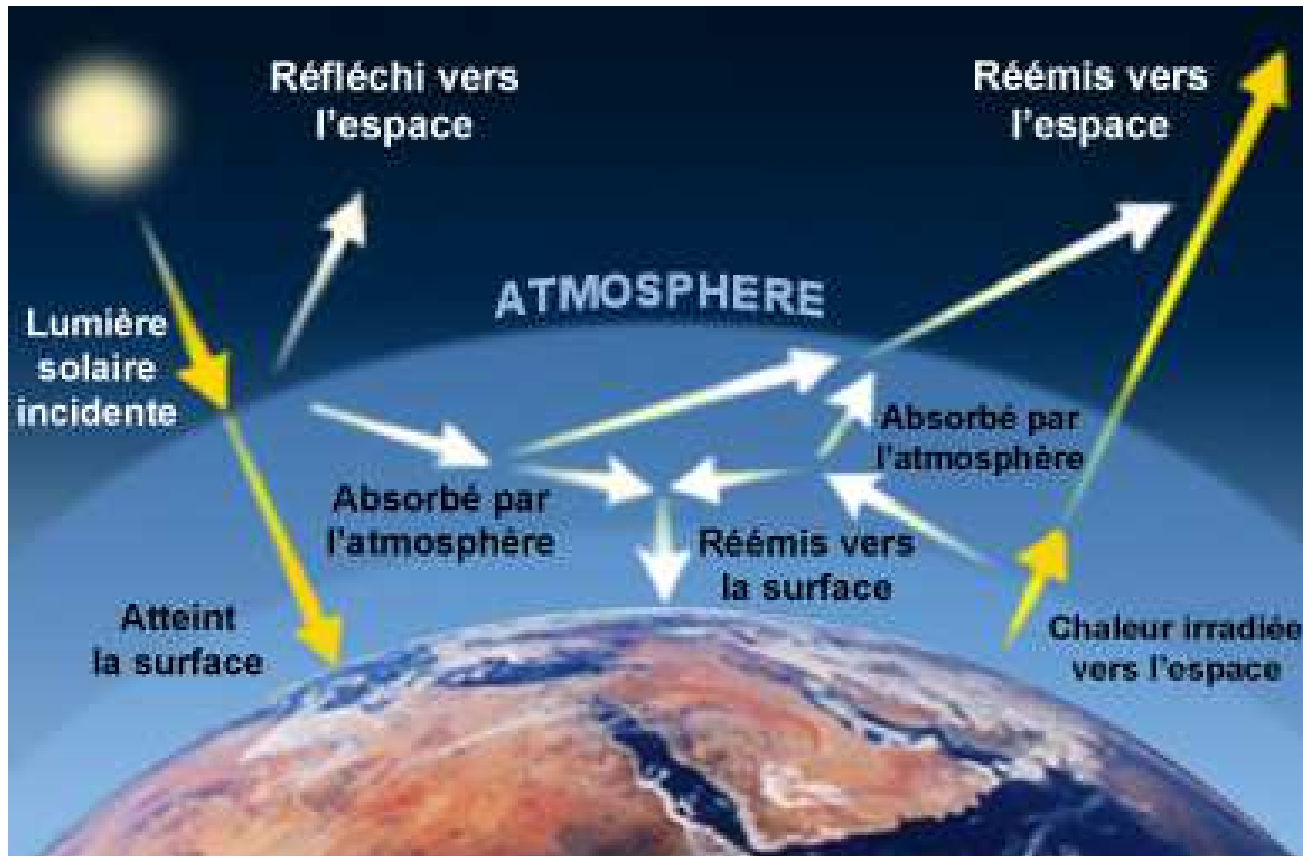 Réfléchi vers
l'espace
Réémis vers
l'espace
ATMOSPHERE
Lumière
solaire
incidente
Absorbé par
l'atmosphère
Absorbé par
l'atmosphère
Réémis vers
la surface
Atteint
la surface
Chaleur irradiée
vers l'espace